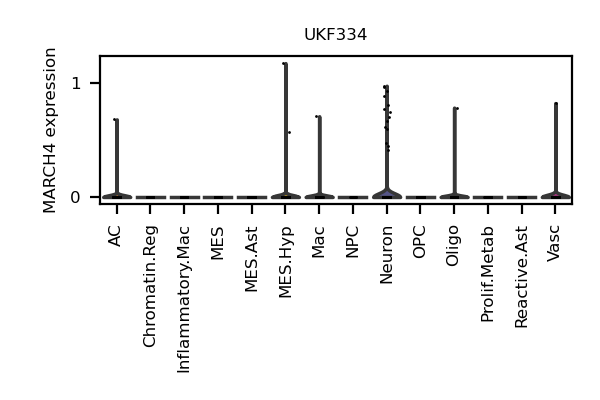 UKF334
MARCH4 expression
1
0
AC
Chromatin.Reg
Inflammatory.Mac
MES
MES.Ast
MES.Hyp
Mac
NPC
Neuron
OPC
Oligo
Prolif.Metab
Reactive.Ast
Vasc